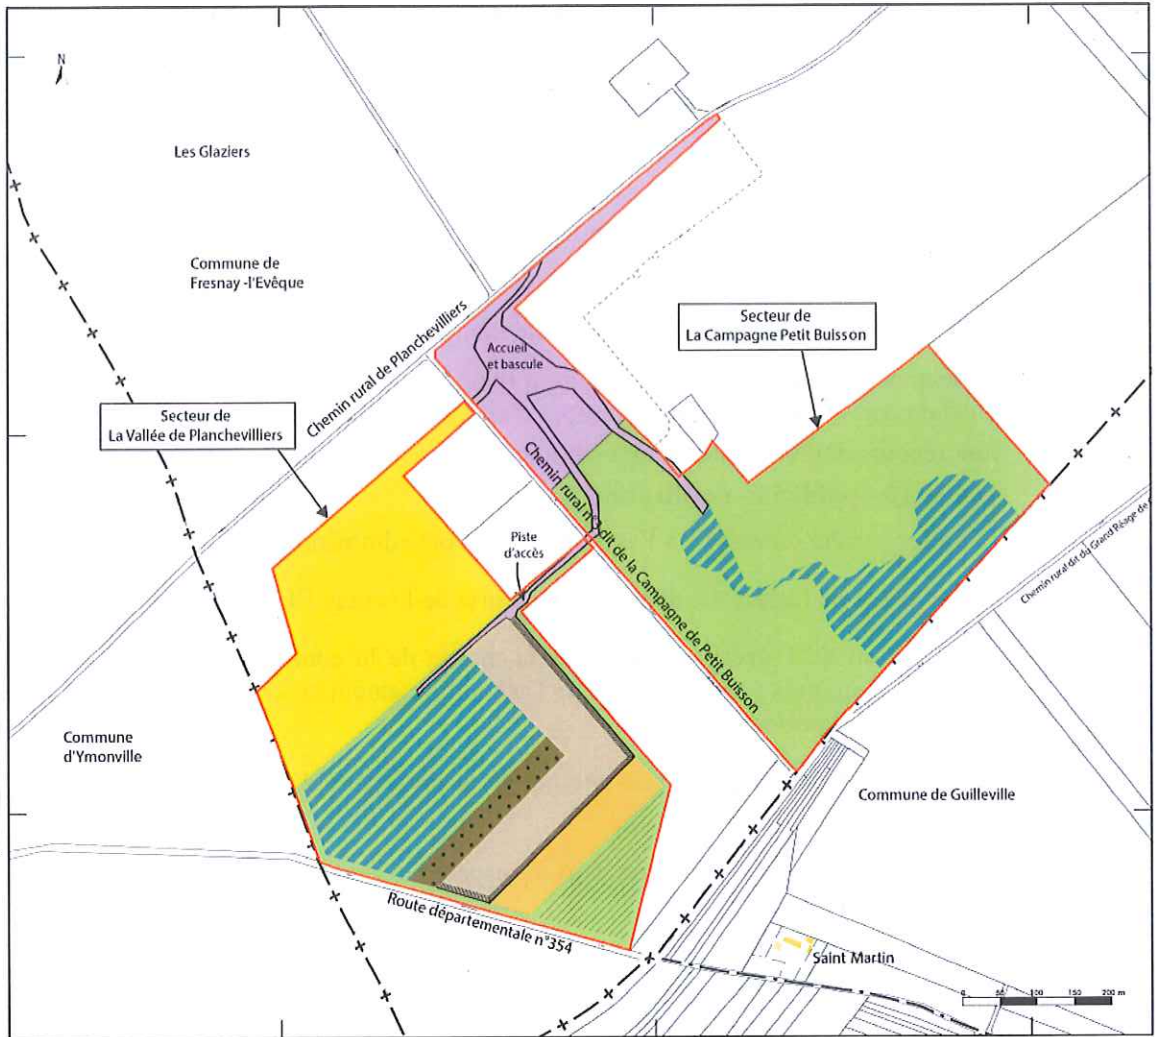 N
Les Glaziers
Commune de
Fresnay -l'Evêque
Chemin rural de Planchevilliers
Secteur de
La Campagne Petit Buisson
Accueil
et bascule
Secteur de
La Vallée de Planchevilliers
Chemin rural n°1 dit de la Campagne de Petit Buisson
Piste
d'accès
Chemin rural dit du Grand Réage de
Commune
d'Ymonville
Commune de Guilleville
Route départementale n°354
Saint Martin
0 50 100 150 200 m